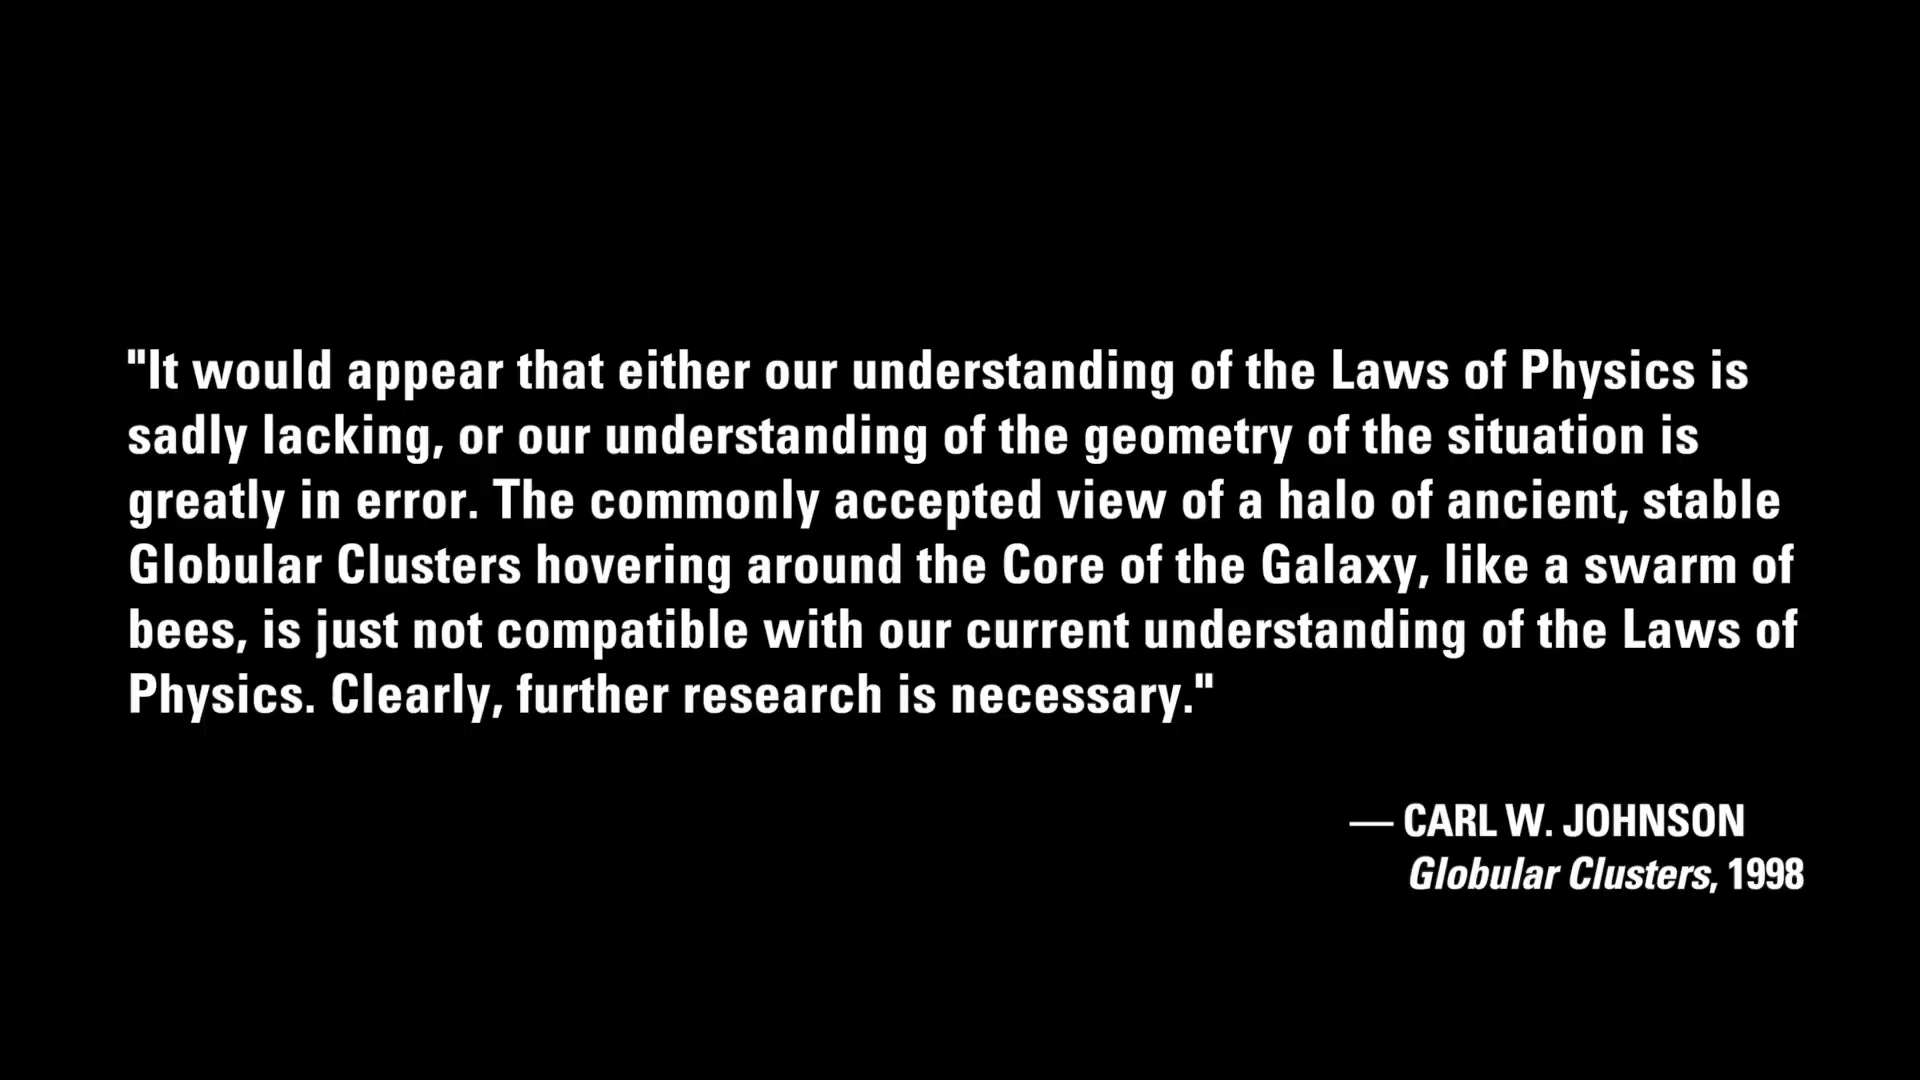 "It would appear that either our understanding of the Laws of Physics is
sadly lacking, or our understanding of the geometry of the situation is
greatly in error. The commonly accepted view of a halo of ancient, stable
Globular Clusters hovering around the Core of the Galaxy, like a swarm of
bees, is just not compatible with our current understanding of the Laws of
Physics. Clearly, further research is necessary."
— CARL W. JOHNSON
Globular Clusters, 1998